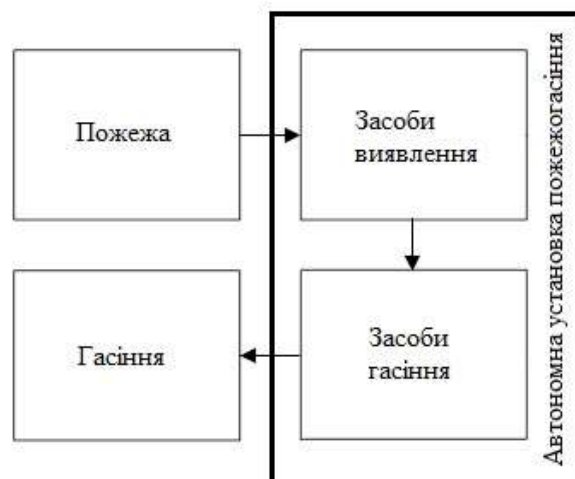 Пожежа
Засоби
виявлення
Гасіння
Засоби
гасіння
Автономна установка пожежогасіння